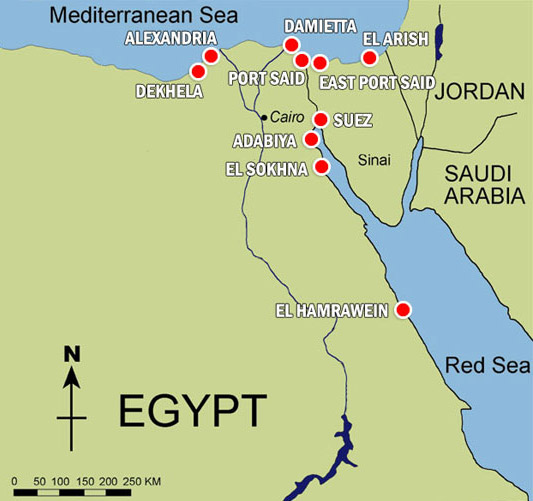 Mediterranean Sea
DAMIETTA
ALEXANDRIA
EL ARISH
PORT SAID
EAST PORT SAID
DEKHELA
JORDAN
Cairo
SUEZ
ADABIYA
Sinai
EL SOKHNA
SAUDI
ARABIA
EL HAMRAWEIN
N
Red Sea
EGYPT
0 50 100 150 200 250 KM